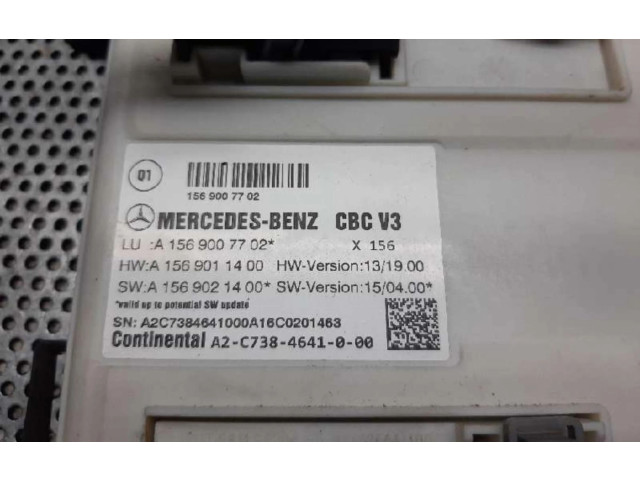 01
156 900 77 02
MERCEDES-BENZ CBC V3
LU :A 156 900 77 02* X 156
HW:A 156 901 14 00 HW-Version:13/19.00
SW:A 156 902 14 00* SW-Version:15/04.00*
*valid up to potential SW update
SN: A2C7384641000A16C0201463
Continental A2-C738-4641-0-00